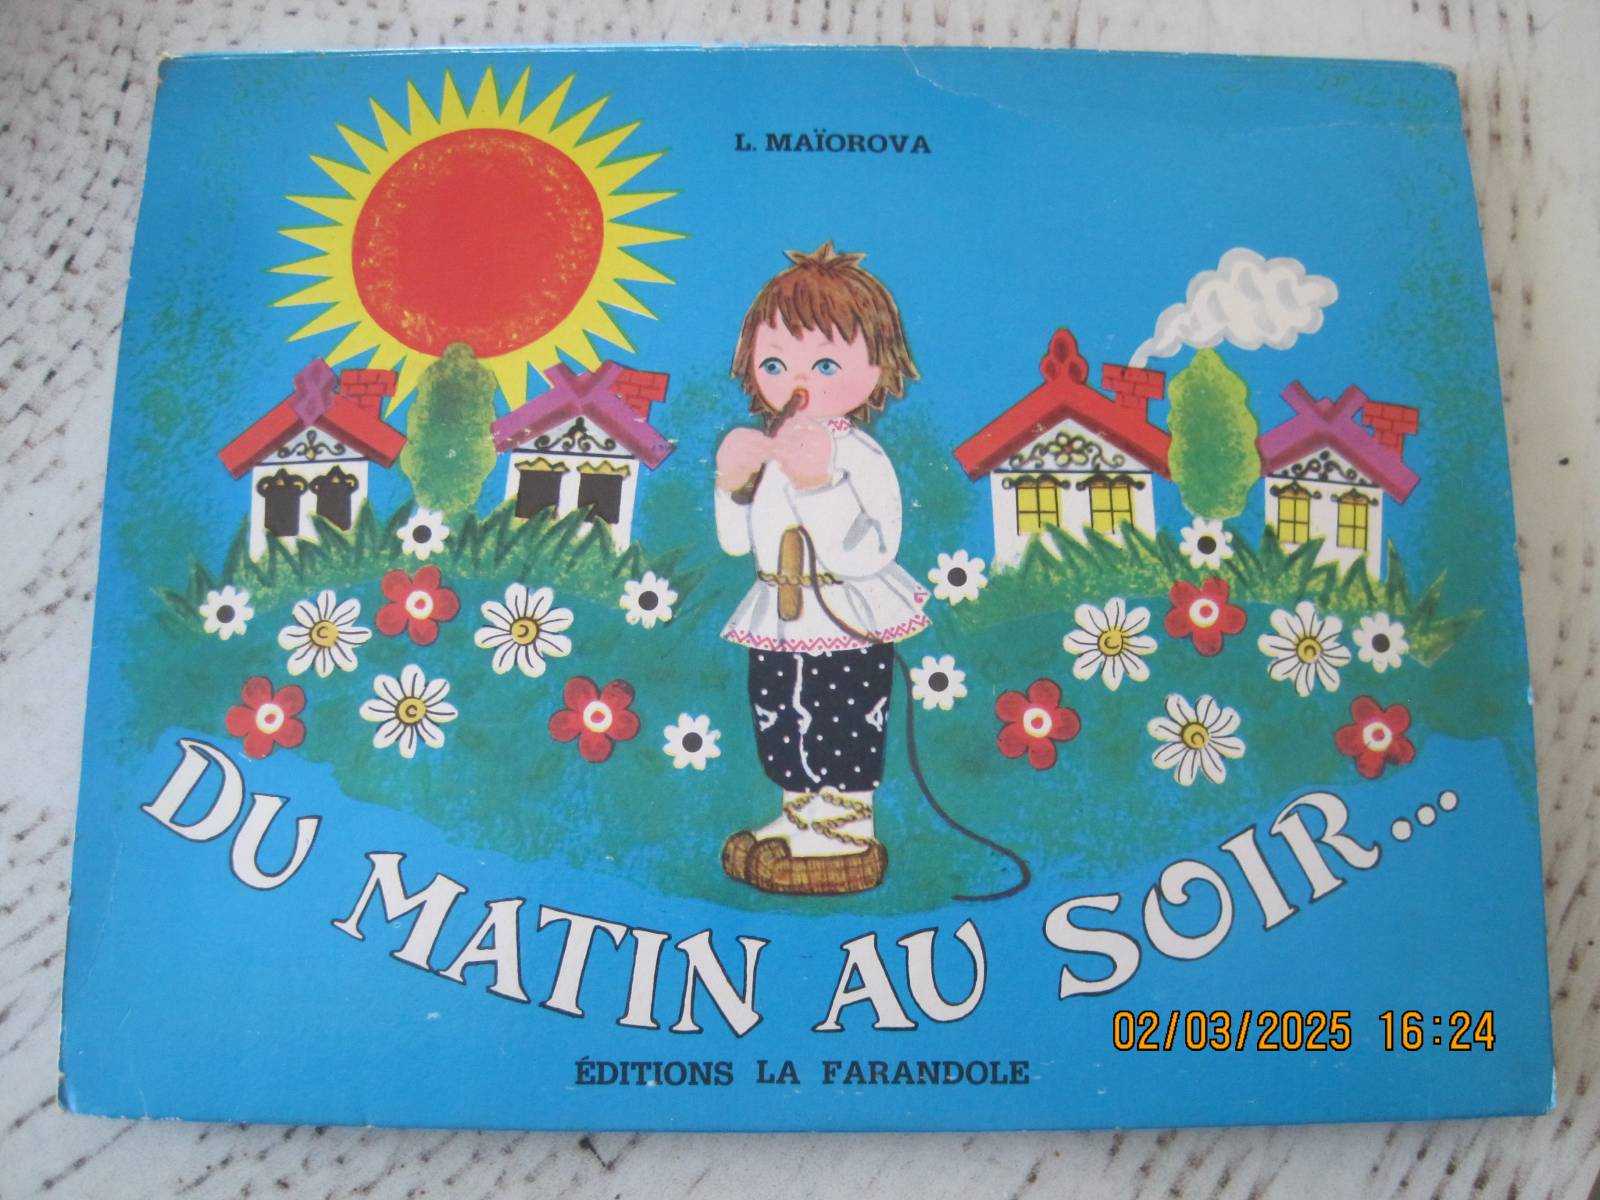 L. MAÏOROVA
DU MATIN AU SOIR...
02/03/2025 16:24
ÉDITIONS LA FARANDOLE